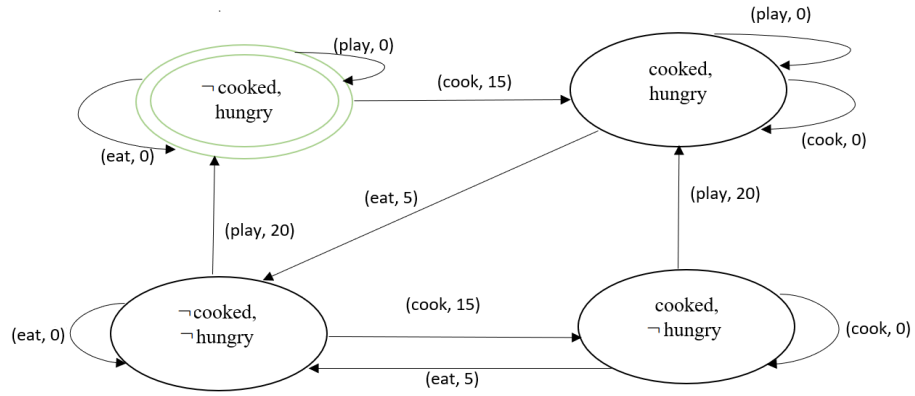 (play, 0)
(play, 0)
¬cooked,
hungry
(cook, 15)
cooked,
hungry
(cook, 0)
(eat, 0)
(eat, 5)
(play, 20)
(play, 20)
¬cooked,
¬hungry
(cook, 15)
cooked,
¬hungry
(eat, 0)
(cook, 0)
(eat, 5)